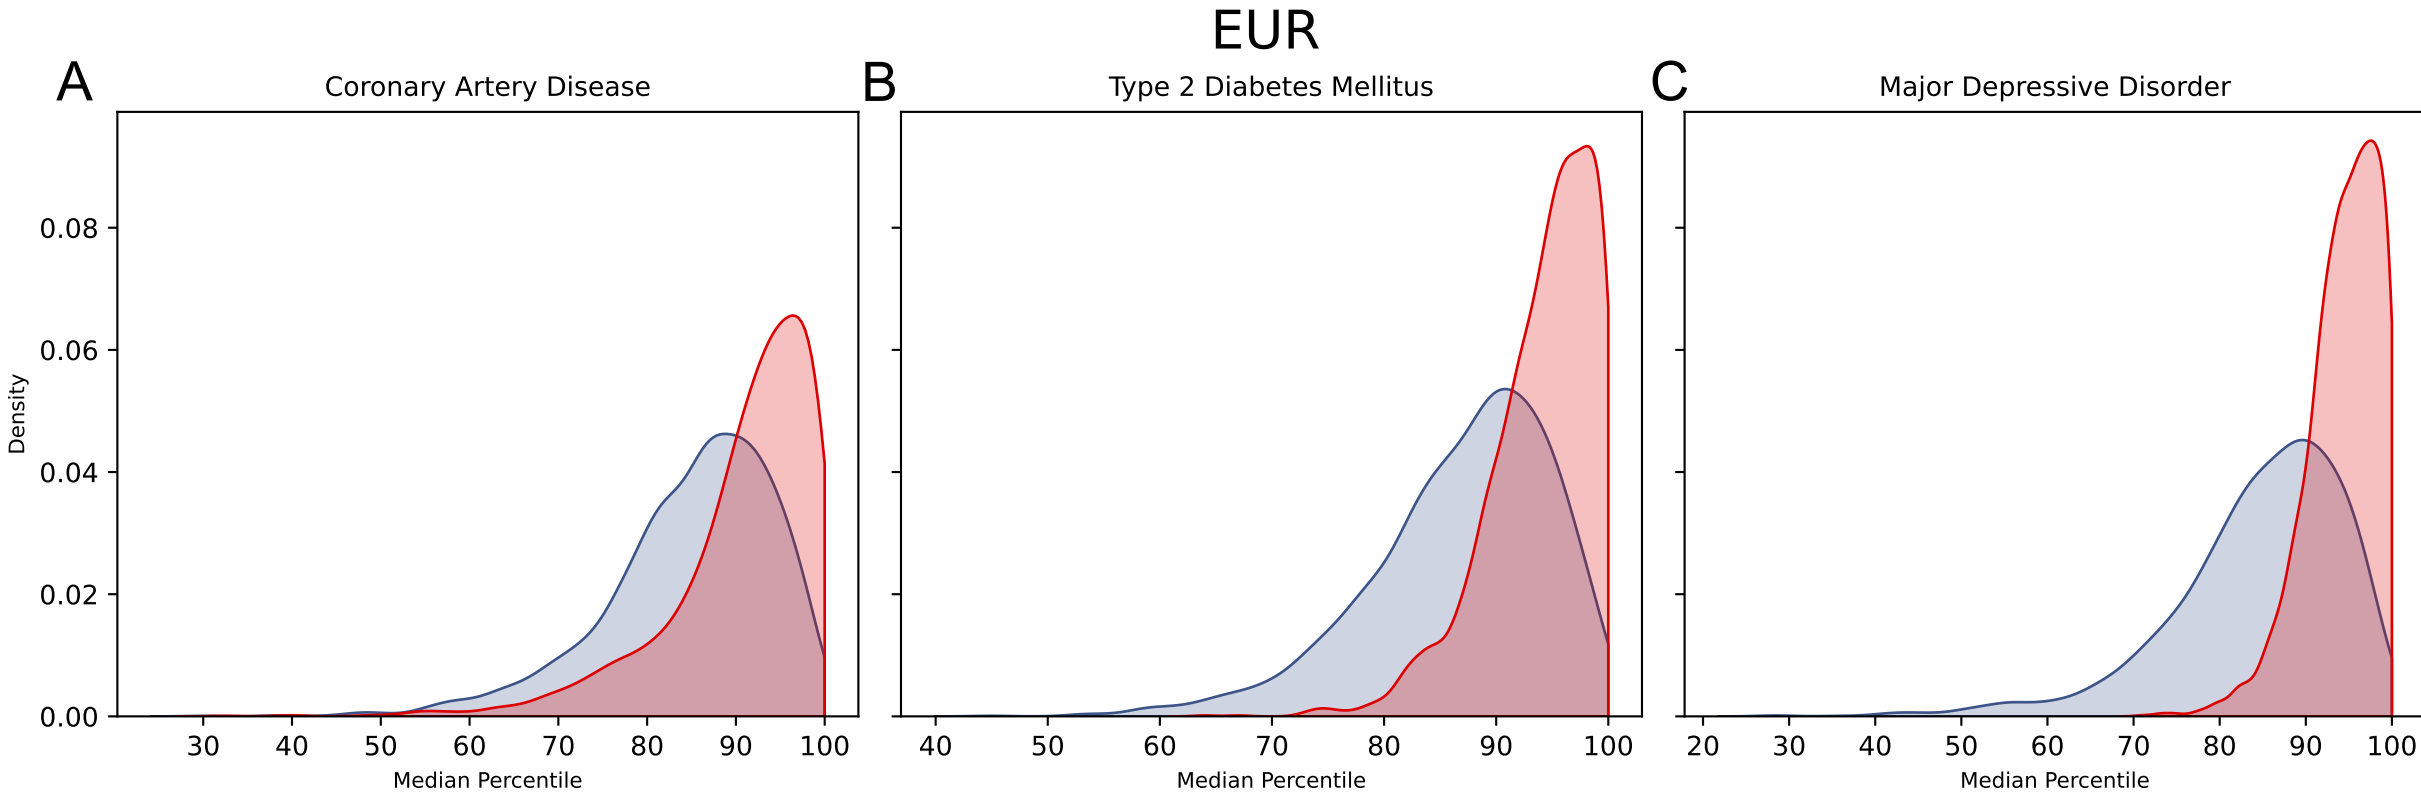 EUR
A
Coronary Artery Disease
B
Type 2 Diabetes Mellitus
C
Major Depressive Disorder
Density
0.08
0.06
0.04
0.02
0.00
30 40 50 60 70 80 90 100
40 50 60 70 80 90 100
20 30 40 50 60 70 80 90 100
Median Percentile
Median Percentile
Median Percentile